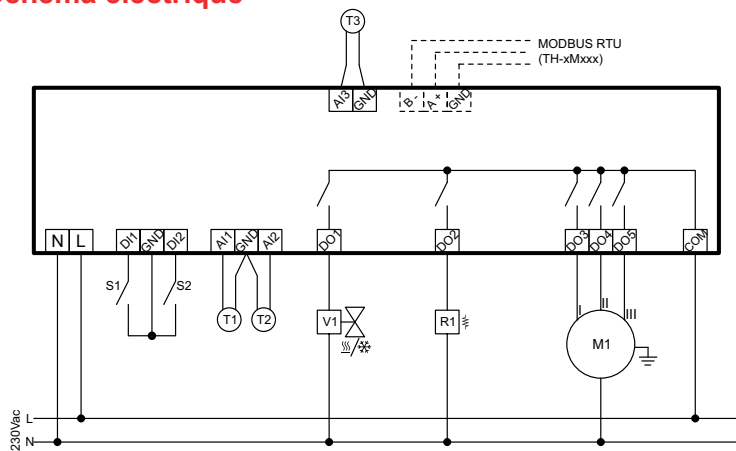 schéma électrique
T3
MODBUS RTU
(TH-xMxxx)
AI3 GND B - A + GND
N L DI1 GND DI2 AI1 GND AI2 DO1 DO2 DO3 DO4 DO5 COM
S1 S2
T1 T2 V1 R1 I II III
M1
230Vac
L
N